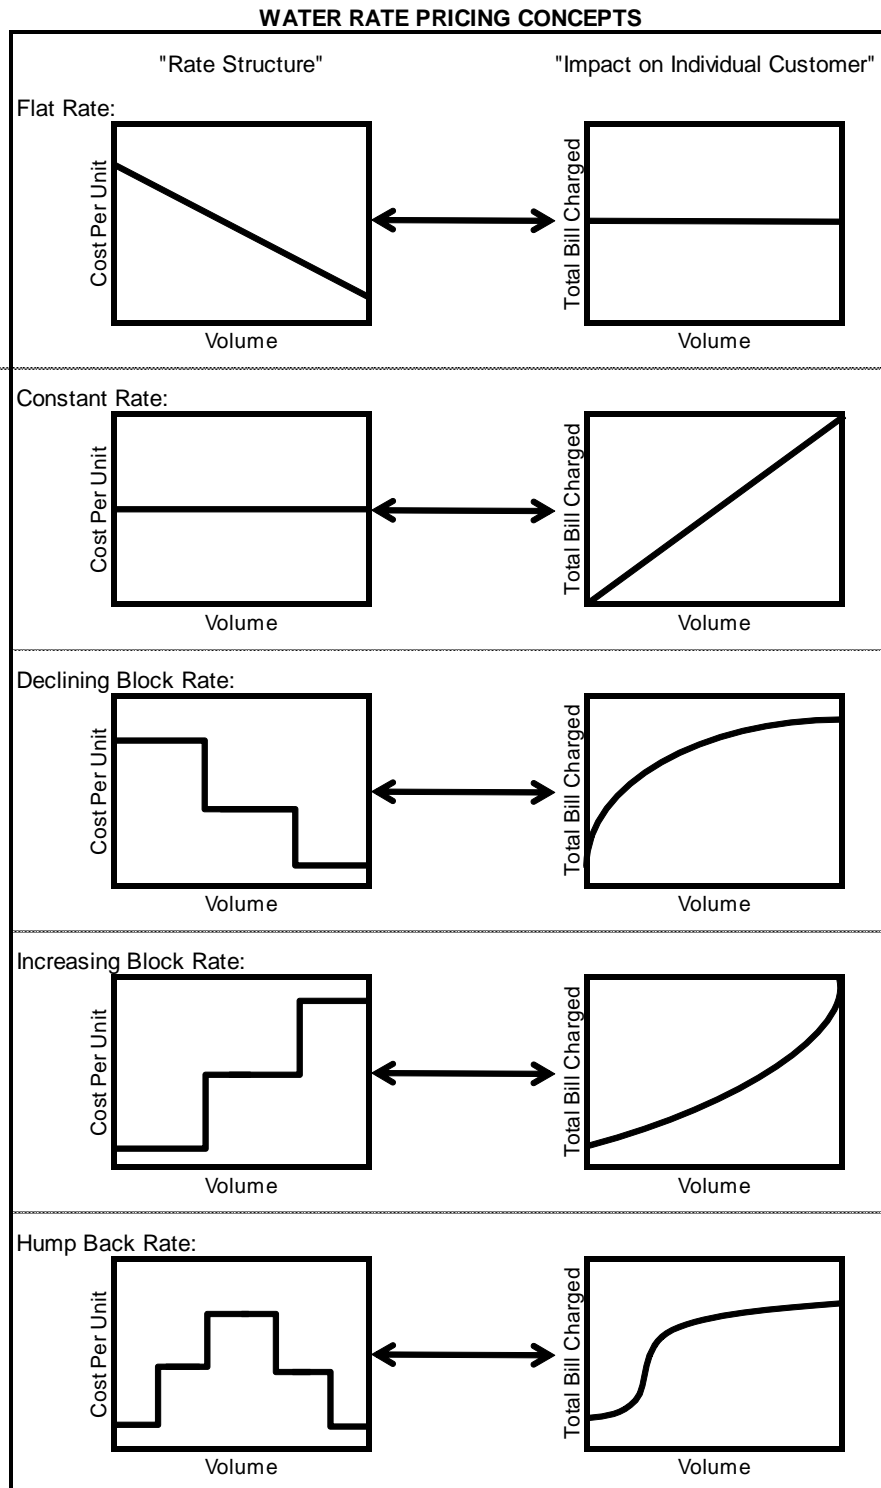 WATER RATE PRICING CONCEPTS
"Rate Structure"
"Impact on Individual Customer"
Flat Rate:
Cost Per Unit
Volume
Total Bill Charged
Volume
Constant Rate:
Cost Per Unit
Volume
Total Bill Charged
Volume
Declining Block Rate:
Cost Per Unit
Volume
Total Bill Charged
Volume
Increasing Block Rate:
Cost Per Unit
Volume
Total Bill Charged
Volume
Hump Back Rate:
Cost Per Unit
Volume
Total Bill Charged
Volume